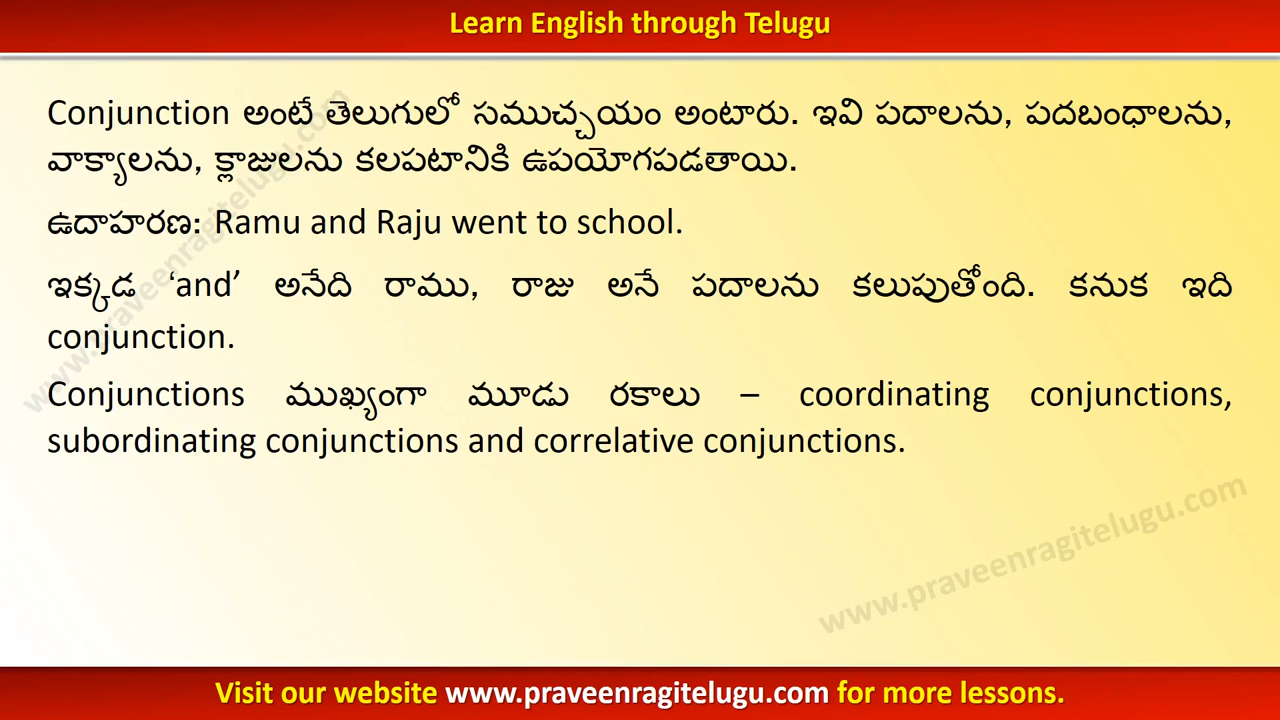 Learn English through Telugu
Conjunction అంటే తెలుగులో సముచ్చయం అంటారు. ఇవి పదాలను, పదబంధాలను,
వాక్యాలను, క్లాజులను కలపటానికి ఉపయోగపడతాయి.
ఉదాహరణ: Ramu and Raju went to school.
ఇక్కడ ‘and’ అనేది రాము, రాజు అనే పదాలను కలుపుతోంది. కనుక ఇది
conjunction.
Conjunctions ముఖ్యంగా మూడు రకాలు – coordinating conjunctions,
subordinating conjunctions and correlative conjunctions.
www.praveenragitelugu.com
www.praveenragitelugu.com
Visit our website www.praveenragitelugu.com for more lessons.